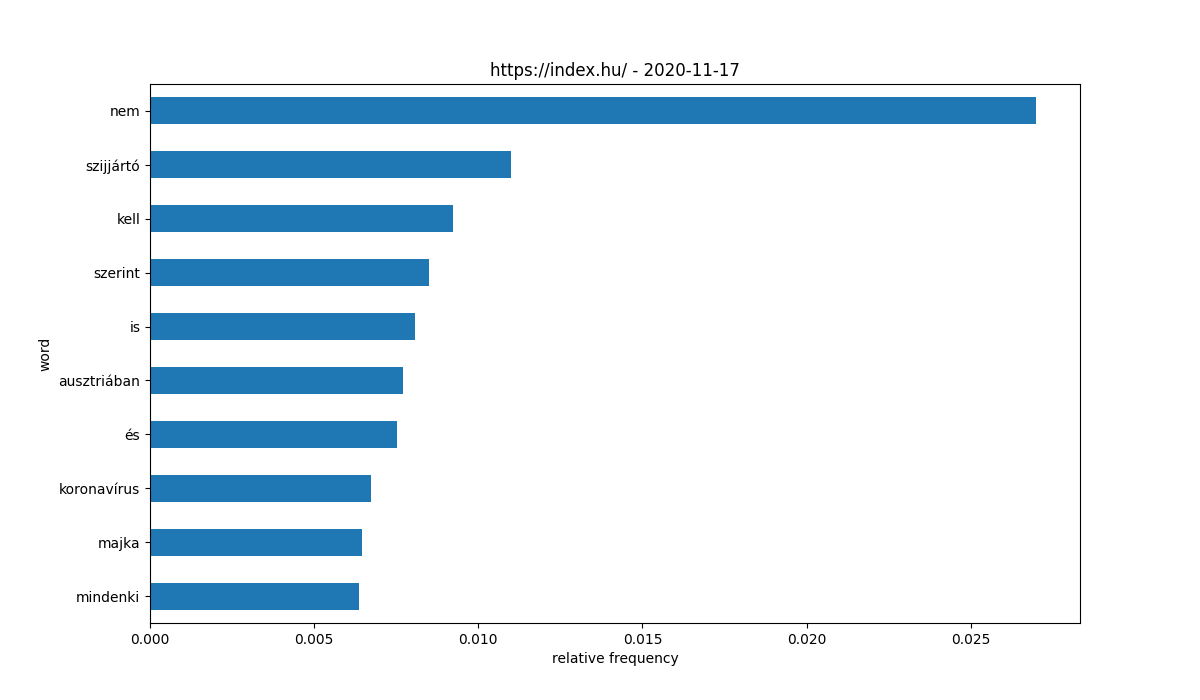 https://index.hu/ - 2020-11-17
nem
szijjártó
kell
szerint
is
ausztriában
és
koronavírus
majka
mindenki
word
0.000 0.005 0.010 0.015 0.020 0.025
relative frequency